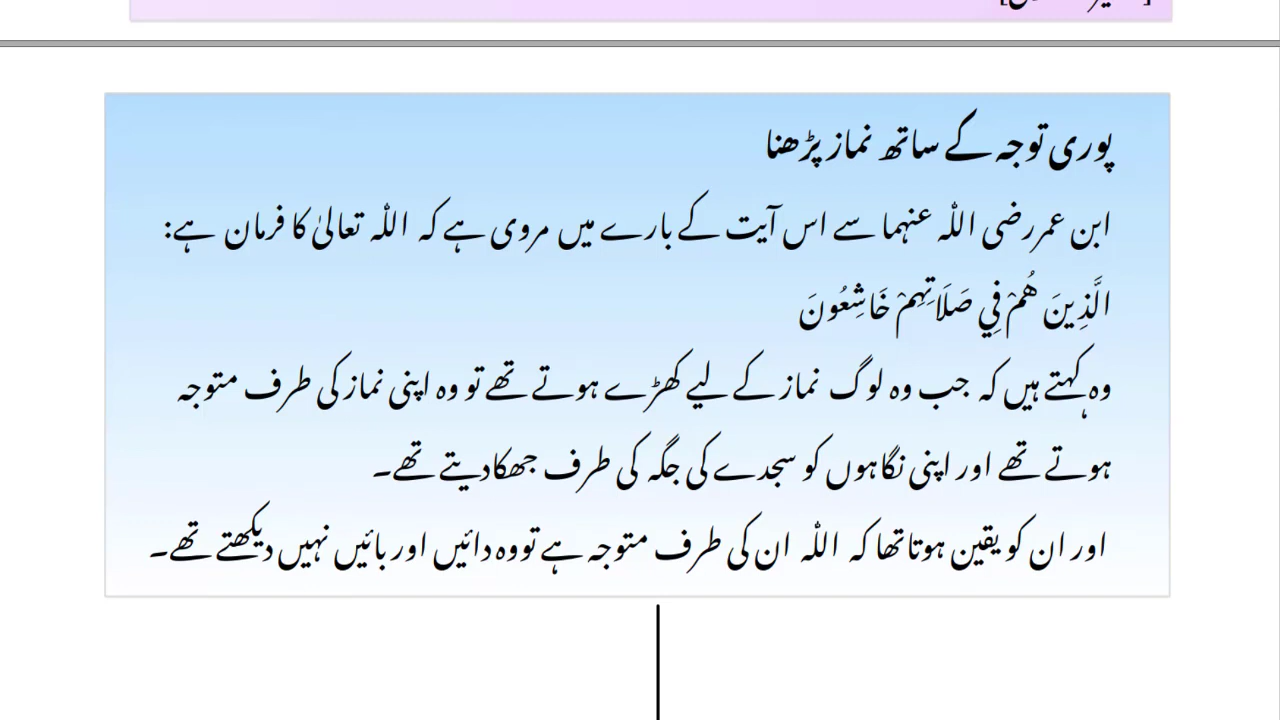 پوری توجہ کے ساتھ نماز پڑھنا
ابن عمر رضی اللہ عنہما سے اس آیت کے بارے میں مروی ہے کہ اللہ تعالیٰ کا فرمان ہے:
الَّذِينَ هُمْ فِي صَلَاتِهِمْ خَاشِعُونَ
وہ کہتے ہیں کہ جب وہ لوگ نماز کے لیے کھڑے ہوتے تھے تو وہ اپنی نماز کی طرف متوجہ
ہوتے تھے اور اپنی نگاہوں کو سجدے کی جگہ کی طرف جھکادیتے تھے۔
اور ان کو یقین ہوتا تھا کہ اللہ ان کی طرف متوجہ ہے تو وہ دائیں اور بائیں نہیں دیکھتے تھے۔